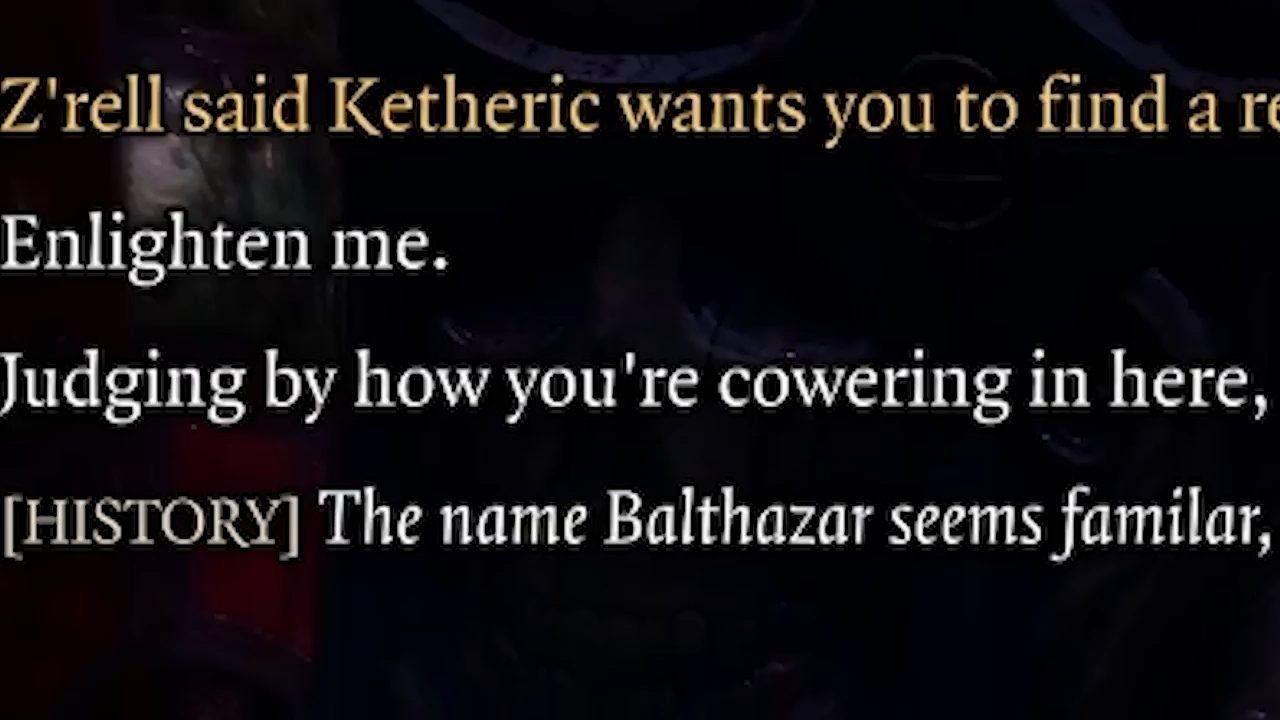 Z'rell said Ketheric wants you to find a
Enlighten me.
Judging by how you're cowering in here,
[HISTORY] The name Balthazar seems familar,